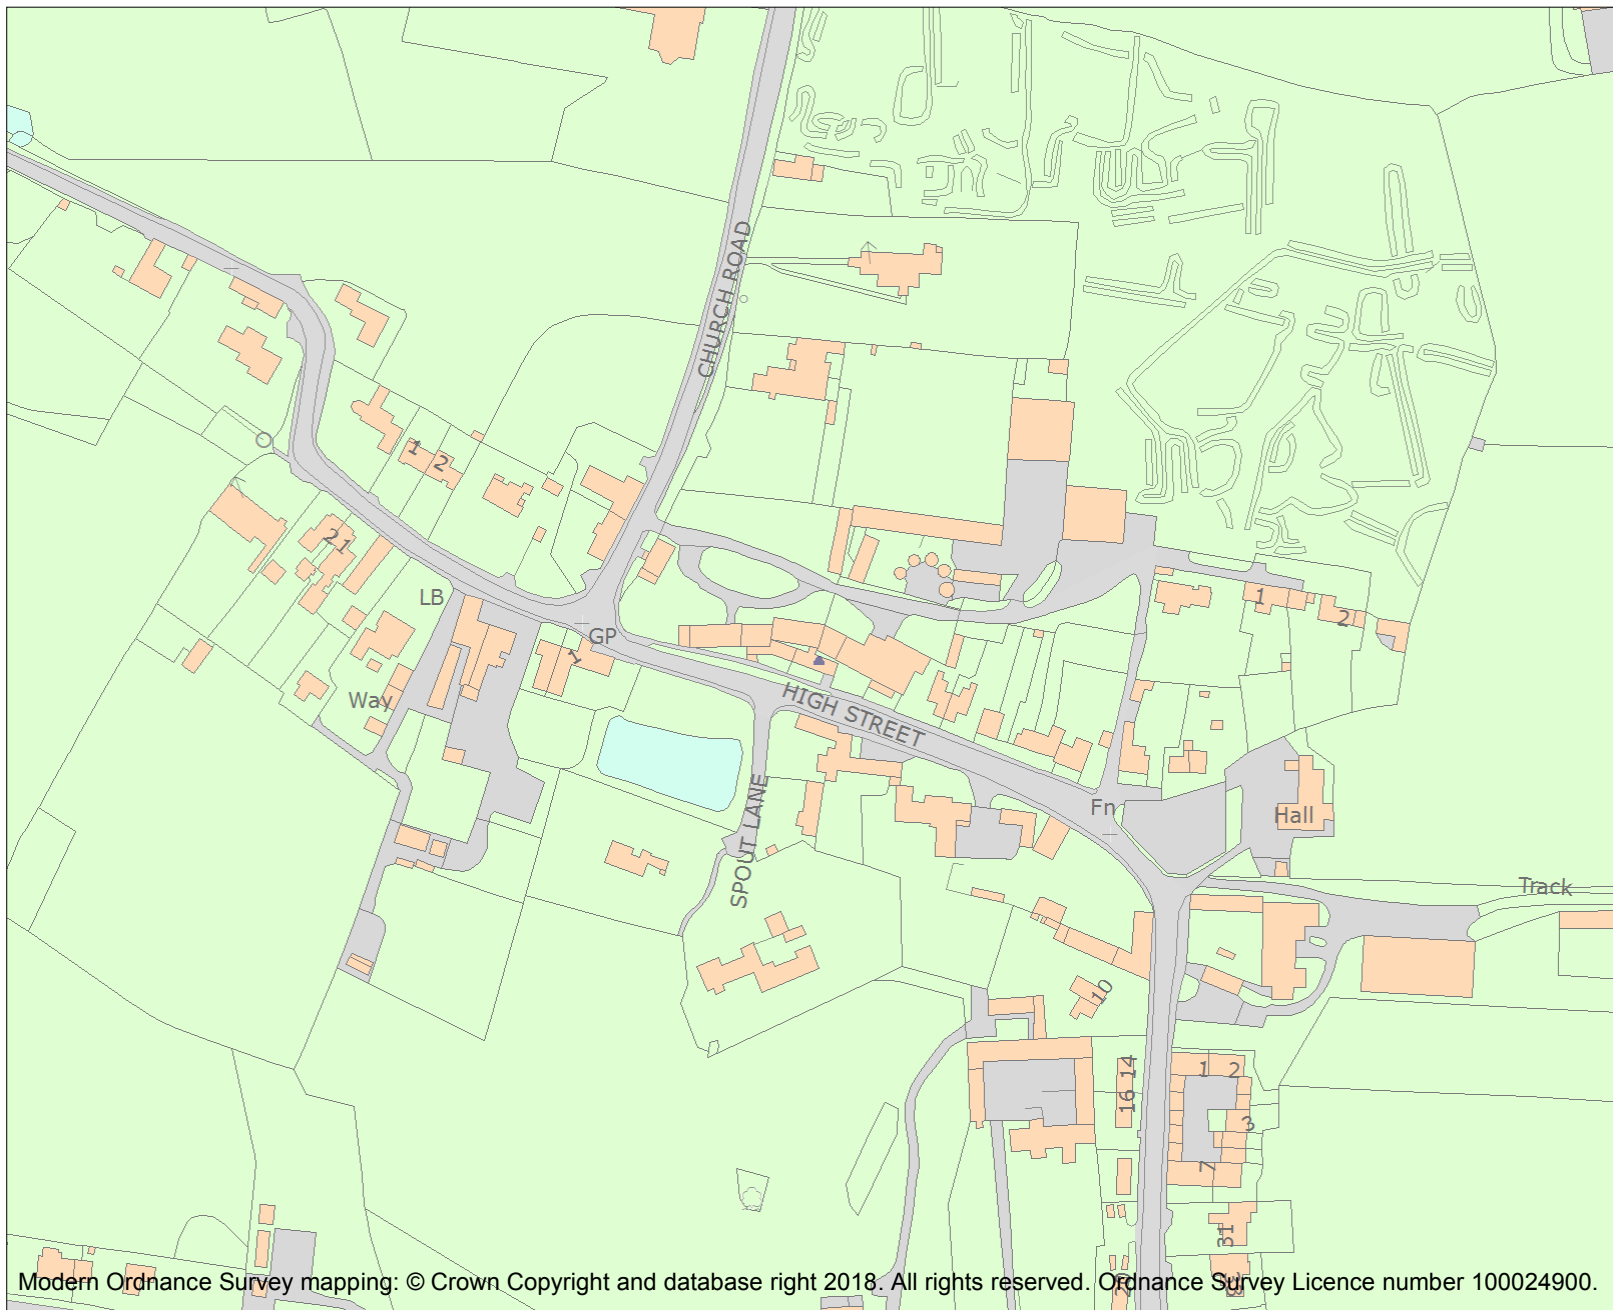 CHURCH ROAD
1
2
21
LB
GP
1
Way
HIGH STREET
SPOUT LANE
1
2
Fn
Hall
Track
10
14
16
1
2
3
7
31
Modern Ordnance Survey mapping: © Crown Copyright and database right 2018. All rights reserved. Ordnance Survey Licence number 100024900.